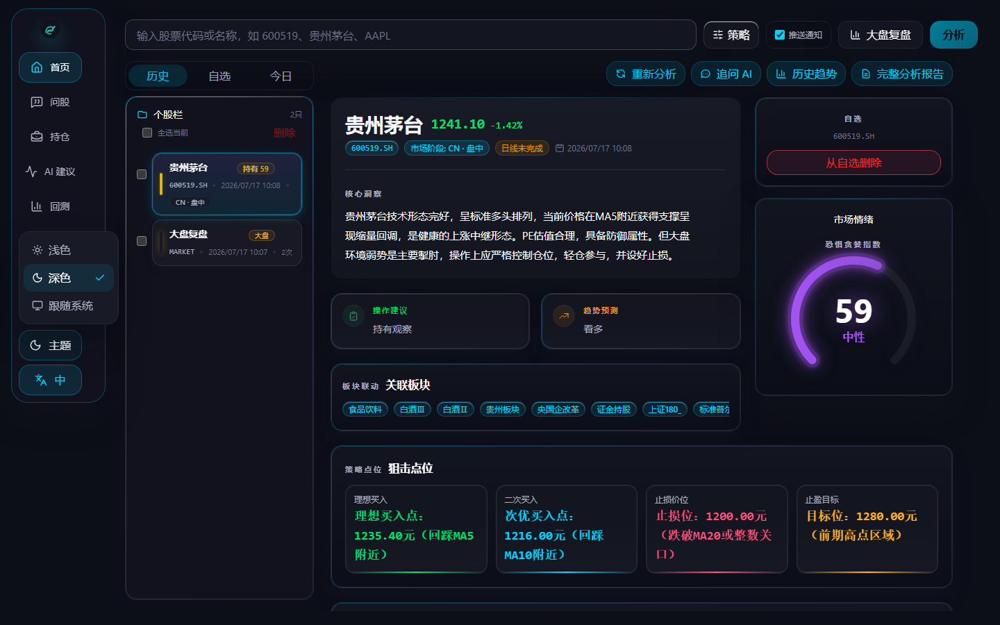 首页
问股
持仓
AI 建议
回测
浅色
深色
跟随系统
主题
中
输入股票代码或名称，如 600519、贵州茅台、AAPL
策略
推送通知
大盘复盘
分析
历史
自选
今日
重新分析
追问 AI
历史趋势
完整分析报告
个股栏
2只
全选当前
删除
贵州茅台
持有 59
600519.SH
2026/07/17 10:08
CN · 盘中
大盘复盘
大盘
MARKET
2026/07/17 10:07
2次
贵州茅台 1241.10 -1.42%
600519.SH
市场阶段: CN · 盘中
日线未完成
2026/07/17 10:08
核心洞察
贵州茅台技术形态完好，呈标准多头排列，当前价格在MA5附近获得支撑呈
现缩量回调，是健康的上涨中继形态。PE估值合理，具备防御属性。但大盘
环境弱势是主要掣肘，操作上应严格控制仓位，轻仓参与，并设好止损。
操作建议
持有观察
趋势预测
看多
板块联动 关联板块
食品饮料
白酒Ⅲ
白酒Ⅱ
贵州板块
央国企改革
证金持股
上证180_
标准普尔
自选
600519.SH
从自选删除
市场情绪
恐惧贪婪指数
59
中性
策略点位 狙击点位
理想买入
理想买入点：
1235.40元（回踩MA5
附近）
二次买入
次优买入点：
1216.00元（回踩
MA10附近）
止损价位
止损位：1200.00元
（跌破MA20或整数关
口）
止盈目标
目标位：1280.00元
（前期高点区域）